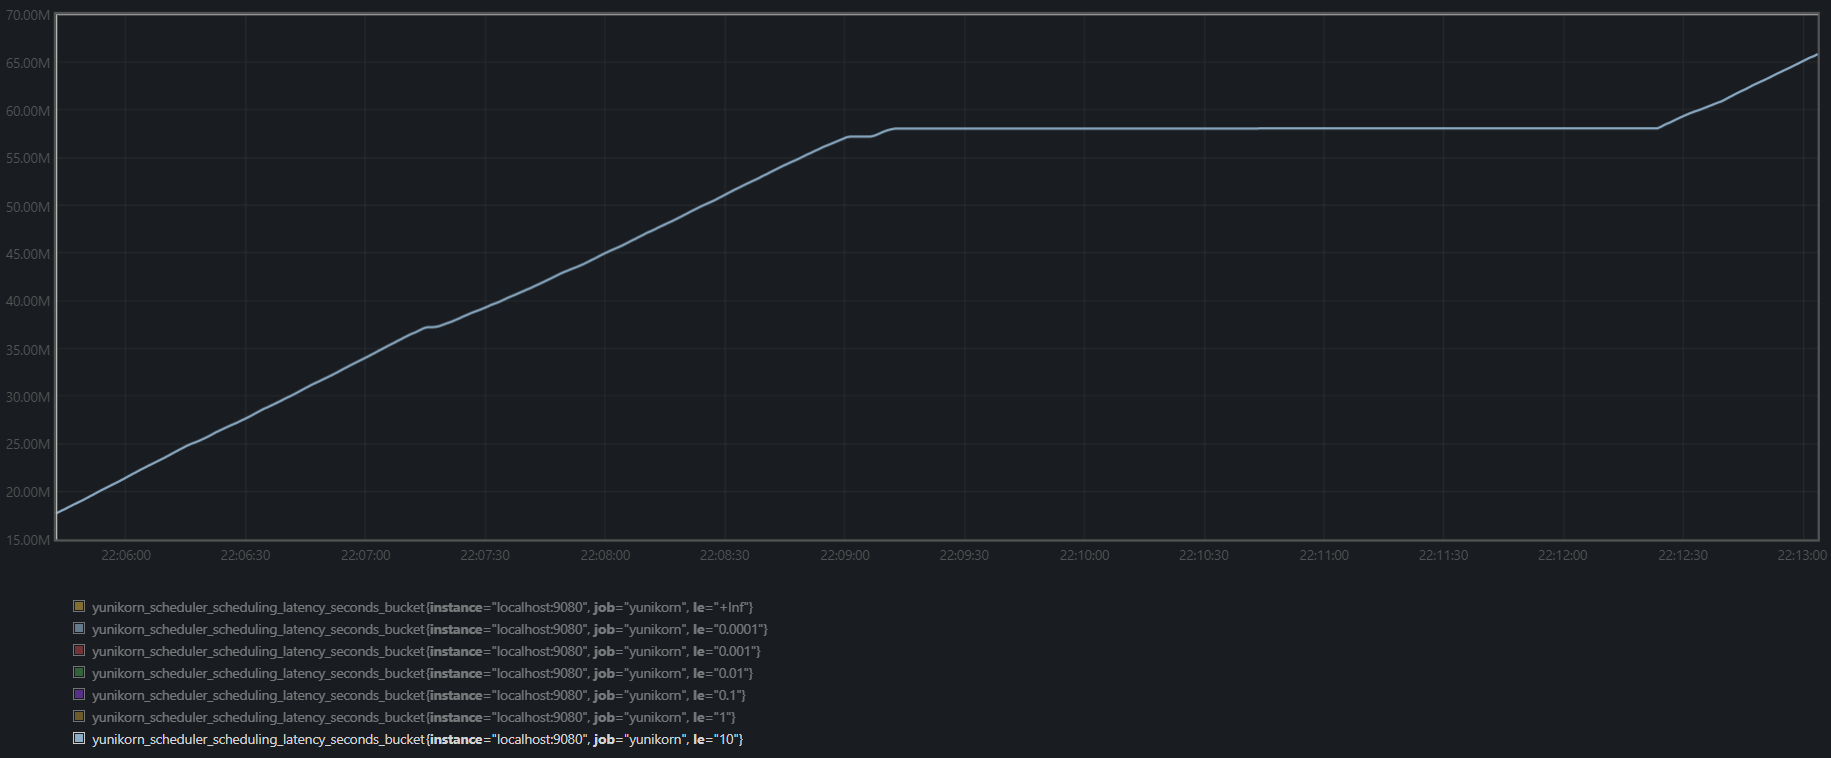 70.00M
65.00M
60.00M
55.00M
50.00M
45.00M
40.00M
35.00M
30.00M
25.00M
20.00M
15.00M
22:06:00 22:06:30 22:07:00 22:07:30 22:08:00 22:08:30 22:09:00 22:09:30 22:10:00 22:10:30 22:11:00 22:11:30 22:12:00 22:12:30 22:13:00
yunikorn_scheduler_scheduling_latency_seconds_bucket{instance="localhost:9080", job="yunikorn", le="+Inf"}
yunikorn_scheduler_scheduling_latency_seconds_bucket{instance="localhost:9080", job="yunikorn", le="0.0001"}
yunikorn_scheduler_scheduling_latency_seconds_bucket{instance="localhost:9080", job="yunikorn", le="0.001"}
yunikorn_scheduler_scheduling_latency_seconds_bucket{instance="localhost:9080", job="yunikorn", le="0.01"}
yunikorn_scheduler_scheduling_latency_seconds_bucket{instance="localhost:9080", job="yunikorn", le="0.1"}
yunikorn_scheduler_scheduling_latency_seconds_bucket{instance="localhost:9080", job="yunikorn", le="1"}
yunikorn_scheduler_scheduling_latency_seconds_bucket{instance="localhost:9080", job="yunikorn", le="10"}